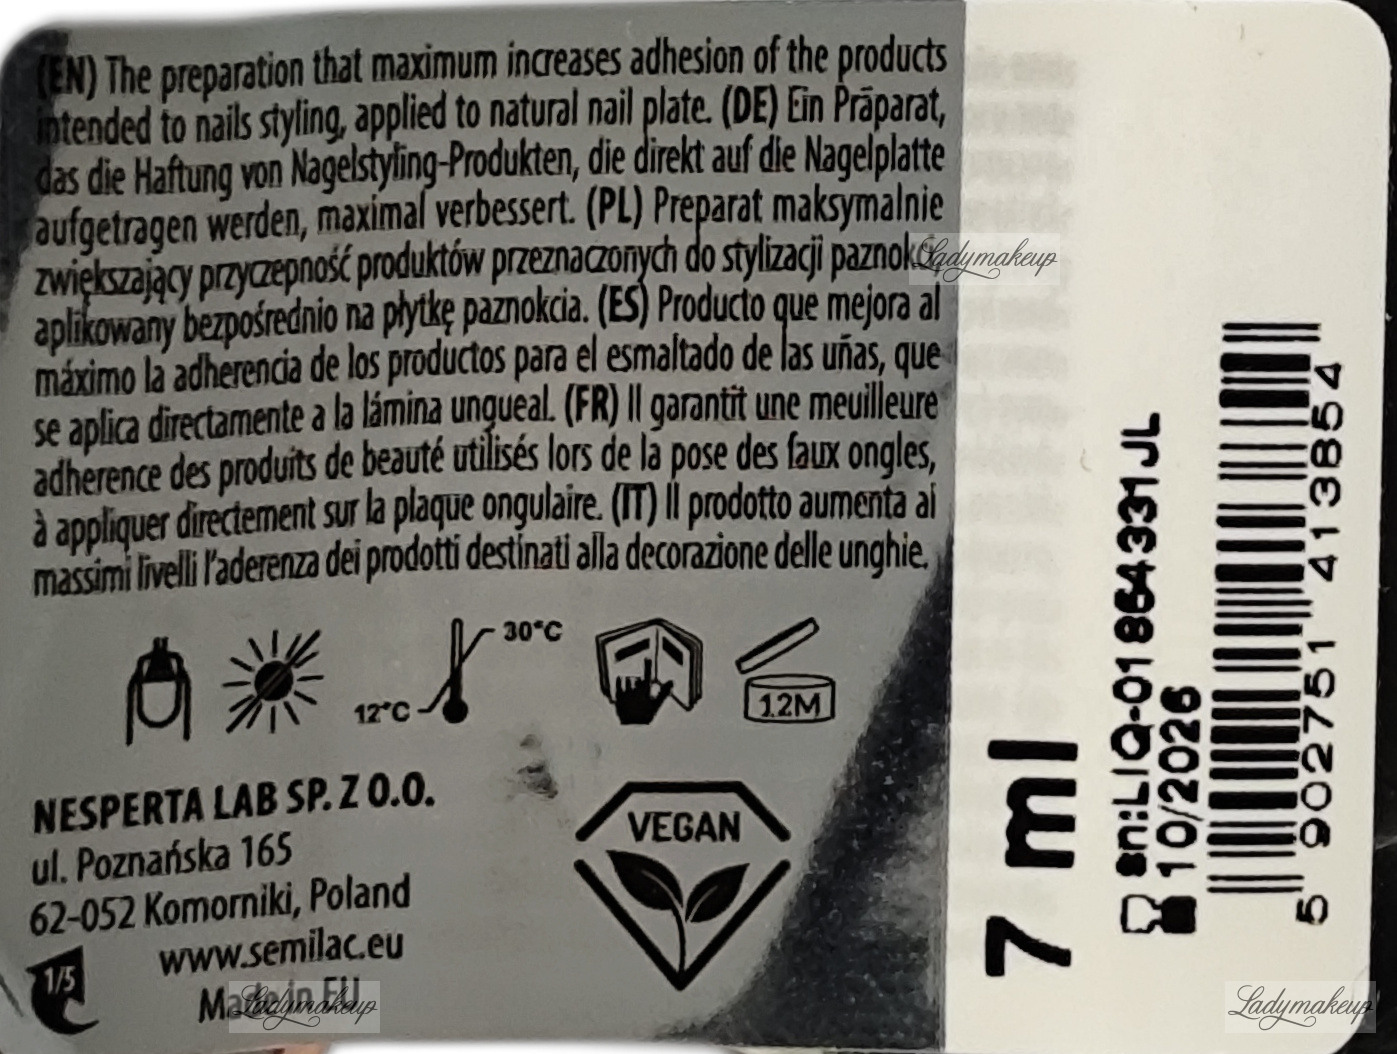 (EN) The preparation that maximum increases adhesion of the products
intended to nails styling, applied to natural nail plate. (DE) Ein Präparat,
das die Haftung von Nagelstyling-Produkten, die direkt auf die Nagelplatte
aufgetragen werden, maximal verbessert. (PL) Preparat maksymalnie
zwiększający przyczepność produktów przeznaczonych do stylizacji
aplikowany bezpośrednio na płytkę paznokcia. (ES) Producto que mejora al
máximo la adherencia de los productos para el esmaltado de las uñas, que
se aplica directamente a la lámina ungueal. (FR) Il garantit une meuilleure
adherence des produits de beauté utilisés lors de la pose des faux ongles,
à appliquer directement sur la plaque ongulaire. (IT) Il prodotto aumenta ai
massimi livelli l'aderenza dei prodotti destinati alla decorazione delle unghie.
30°C
12°C
12M
NESPERTA LAB SP. Z O.O.
ul. Poznańska 165
62-052 Komorniki, Poland
www.semilac.eu
Made in EU
1/5
VEGAN
7 ml
sn:LIQ-01864331JL
10/2026
5 902751 413854
Ladymakeup
Ladymakeup
Ladymakeup